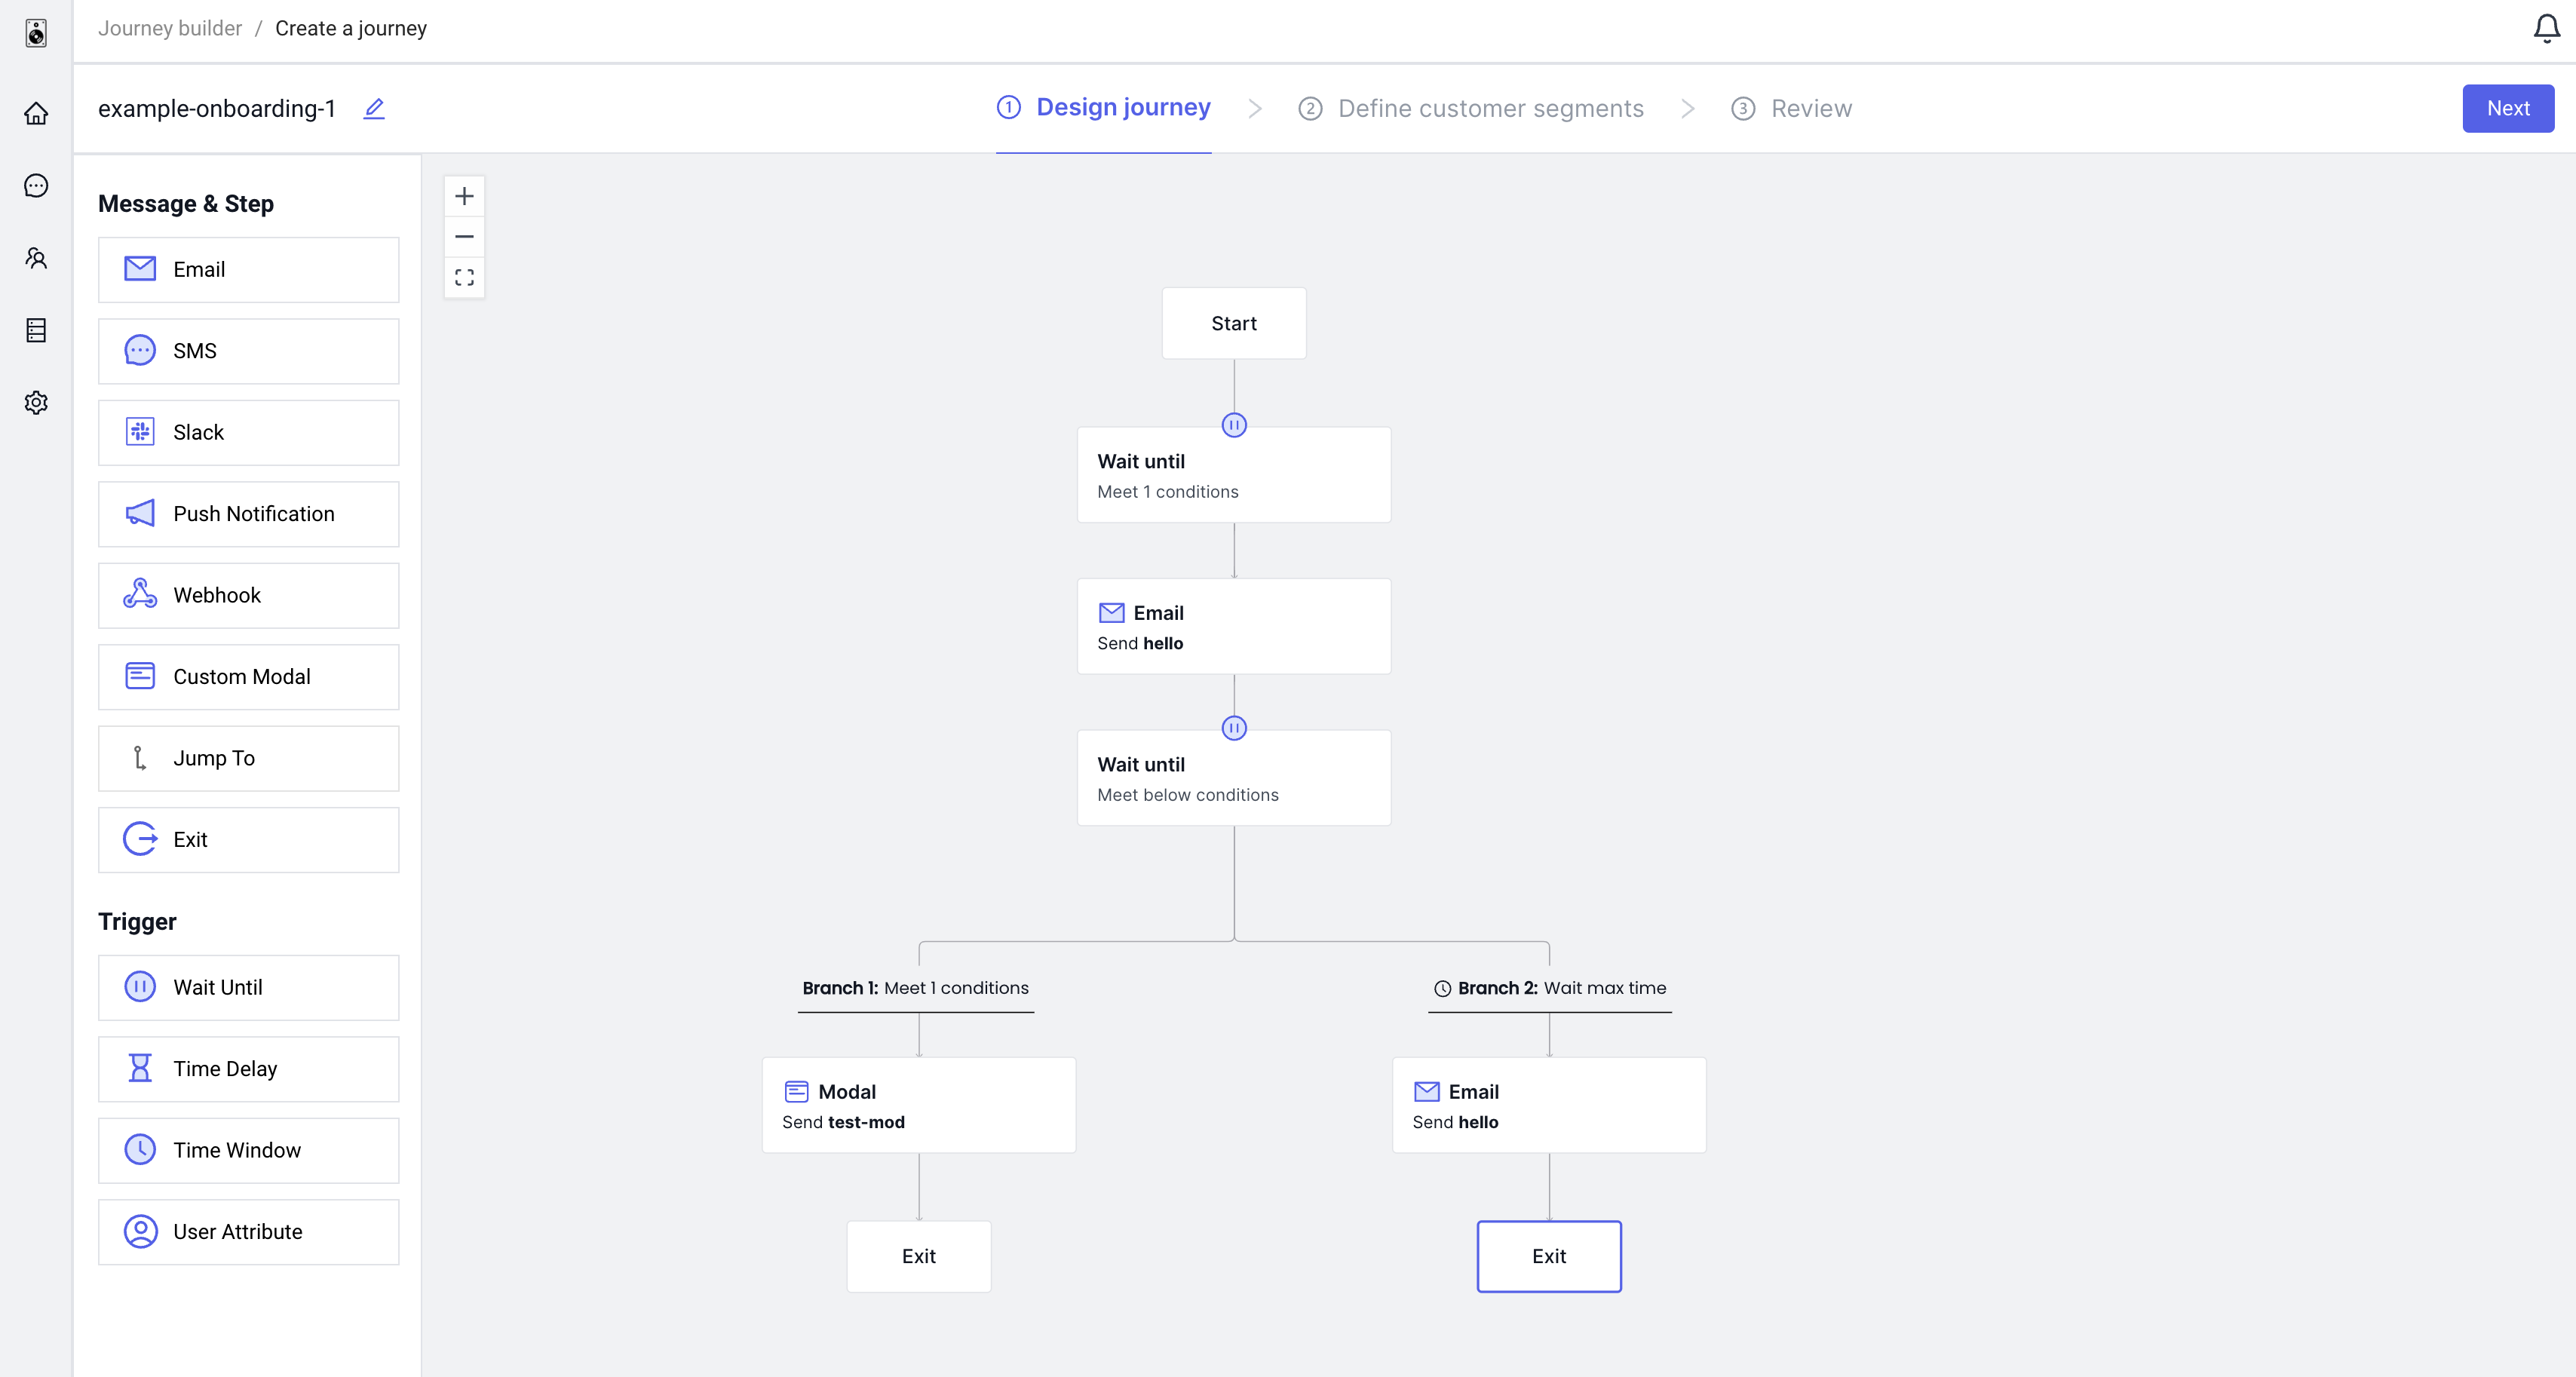 Journey builder / Create a journey
example-onboarding-1
1 Design journey
2 Define customer segments
3 Review
Next
Message & Step
Email
SMS
Slack
Push Notification
Webhook
Custom Modal
Jump To
Exit
Trigger
Wait Until
Time Delay
Time Window
User Attribute
Start
Wait until
Meet 1 conditions
Email
Send hello
Wait until
Meet below conditions
Branch 1: Meet 1 conditions
Branch 2: Wait max time
Modal
Send test-mod
Email
Send hello
Exit
Exit